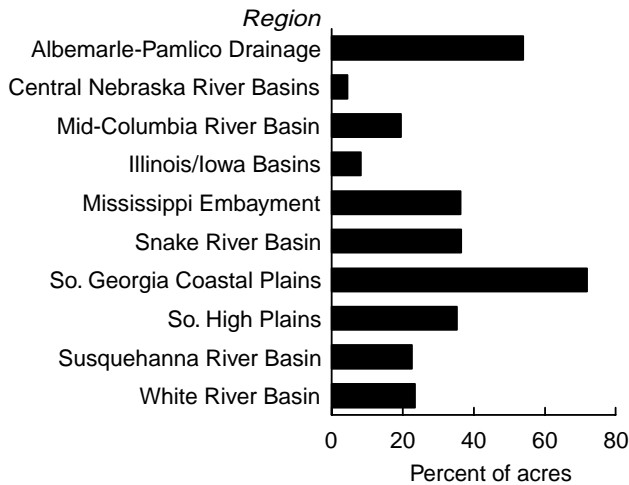 Region
Albemarle-Pamlico Drainage
Central Nebraska River Basins
Mid-Columbia River Basin
Illinois/Iowa Basins
Mississippi Embayment
Snake River Basin
So. Georgia Coastal Plains
So. High Plains
Susquehanna River Basin
White River Basin
0 20 40 60 80
Percent of acres